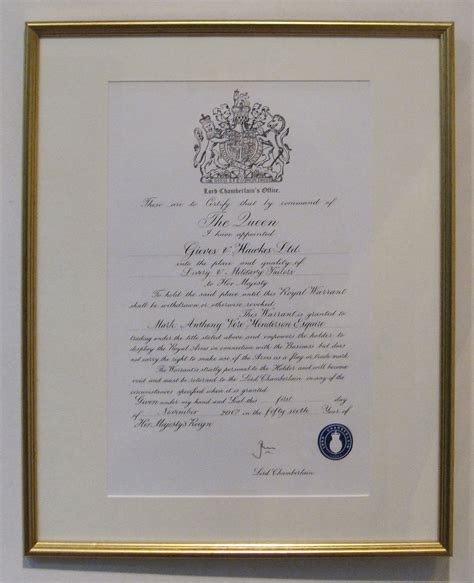 Lord Chamberlain's Office.
These are to Certify that by command of
The Queen
I have appointed
Gieves & Hawkes Ltd.
into the place and quality of
Livery & Military Tailors
to Her Majesty
To hold the said place until this Royal Warrant
shall be withdrawn or otherwise revoked.
This Warrant is granted to
Mark Anthony Vere Henderson Esquire
trading under the title stated above and empowers the holder to
display the Royal Arms in connection with the Business but does
not carry the right to make use of the Arms as a flag or trade mark.
The Warrant is strictly personal to the Holder and will become
void and must be returned to the Lord Chamberlain in any of the
circumstances specified when it is granted.
Given under my hand and Seal this first day
of November 2007 in the fifty sixth Year of
Her Majesty's Reign
Lord Chamberlain